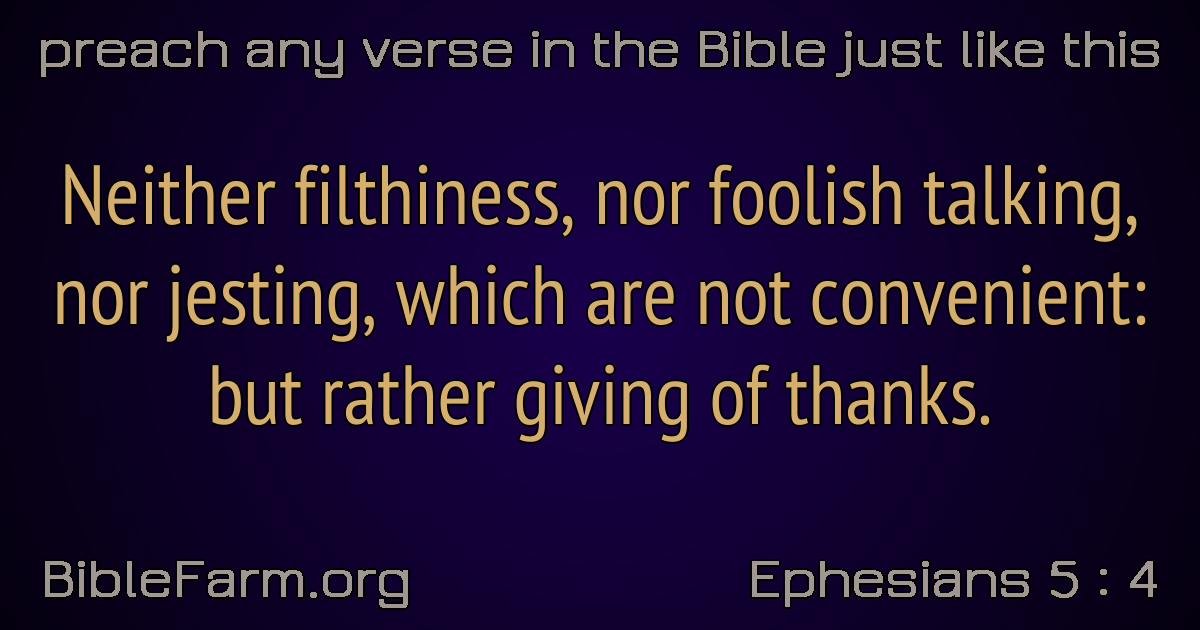 preach any verse in the Bible just like this
Neither filthiness, nor foolish talking,
nor jesting, which are not convenient:
but rather giving of thanks.
BibleFarm.org
Ephesians 5 : 4